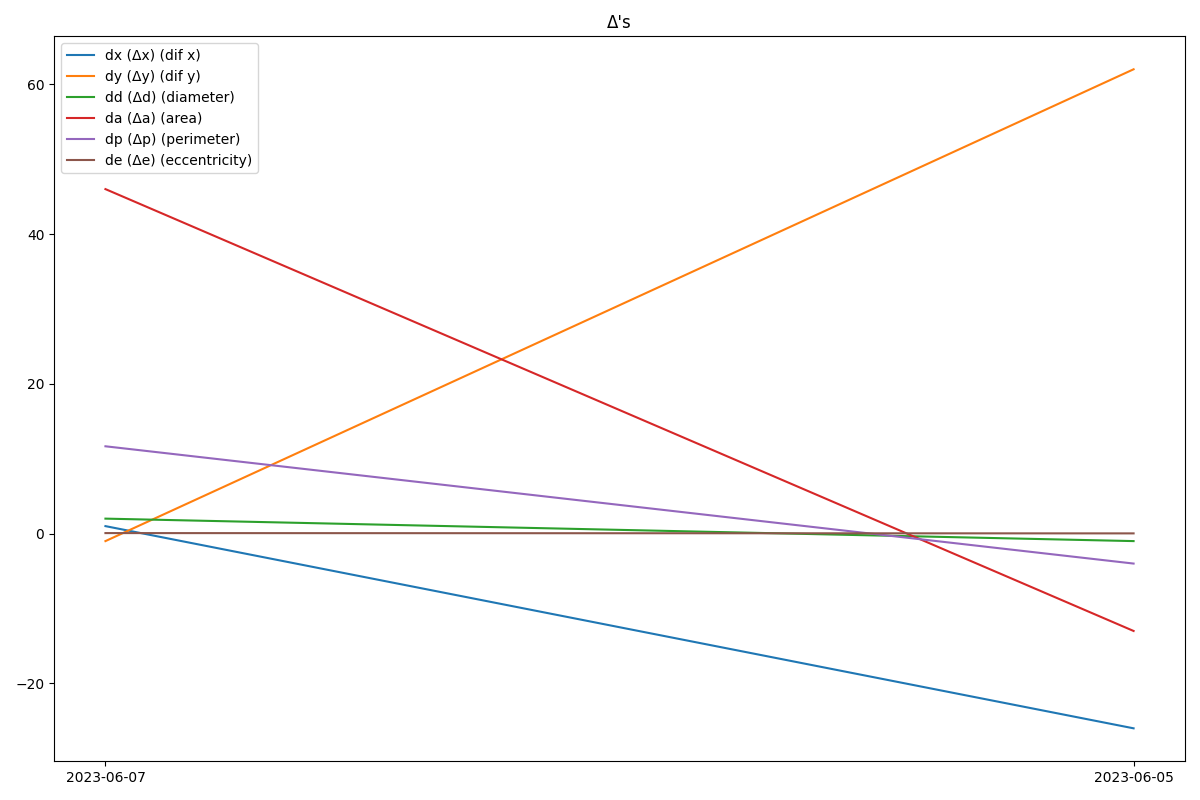 Δ's
dx (Δx) (dif x)
dy (Δy) (dif y)
dd (Δd) (diameter)
da (Δa) (area)
dp (Δp) (perimeter)
de (Δe) (eccentricity)
60
40
20
0
−20
2023-06-07
2023-06-05